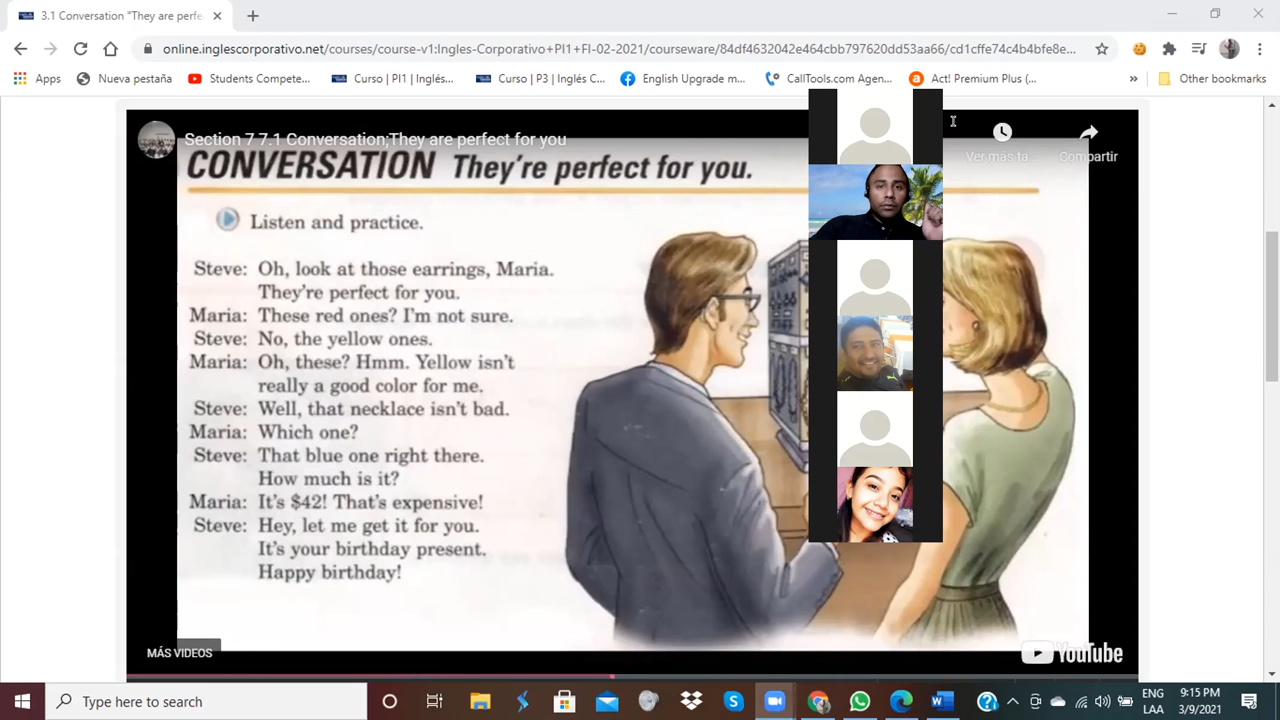 3.1 Conversation "They are perfe
online.inglescorporativo.net/courses/course-v1:Ingles-Corporativo+PI1+FI-02-2021/courseware/84df4632042e464cbb797620dd53aa66/cd1cffe74c4b4bfe8e...
Apps
Nueva pestaña
Students Compete...
Curso | PI1 | Inglés...
Curso | P3 | Inglés C...
English Upgrade m...
CallTools.com Agen...
Act! Premium Plus (...
»
Other bookmarks
Section 7 7.1 Conversation;They are perfect for you
Ver más ta
Compartir
CONVERSATION They're perfect for you.
Listen and practice.
Steve: Oh, look at those earrings, Maria.
They're perfect for you.
Maria: These red ones? I'm not sure.
Steve: No, the yellow ones.
Maria: Oh, these? Hmm. Yellow isn't
really a good color for me.
Steve: Well, that necklace isn't bad.
Maria: Which one?
Steve: That blue one right there.
How much is it?
Maria: It's $42! That's expensive!
Steve: Hey, let me get it for you.
It's your birthday present.
Happy birthday!
MÁS VIDEOS
YouTube
Type here to search
ENG
LAA
9:15 PM
3/9/2021